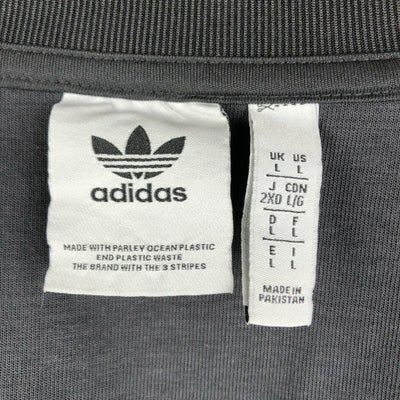 adidas
MADE WITH PARLEY OCEAN PLASTIC
END PLASTIC WASTE
THE BRAND WITH THE 3 STRIPES
UK US
L L
J CDN
2XO L/G
D F
L L
E I
L L
MADE IN
PAKISTAN